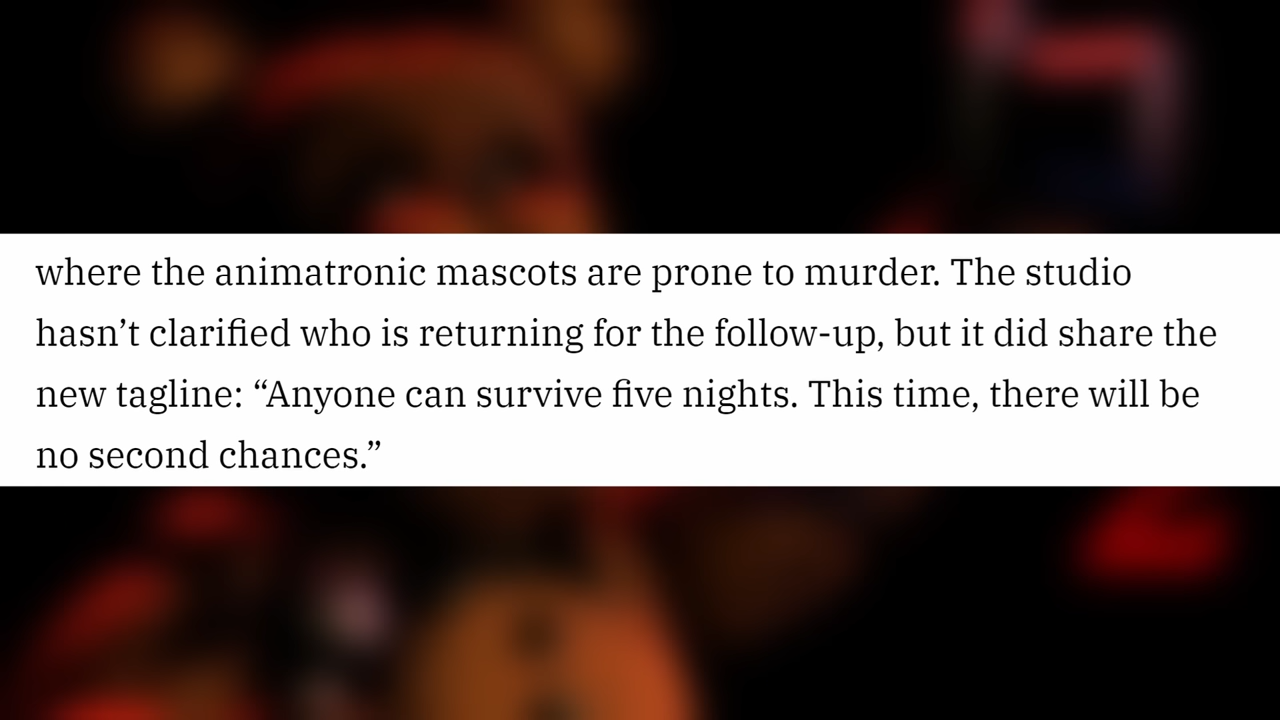 where the animatronic mascots are prone to murder. The studio
hasn’t clarified who is returning for the follow-up, but it did share the
new tagline: “Anyone can survive five nights. This time, there will be
no second chances.”